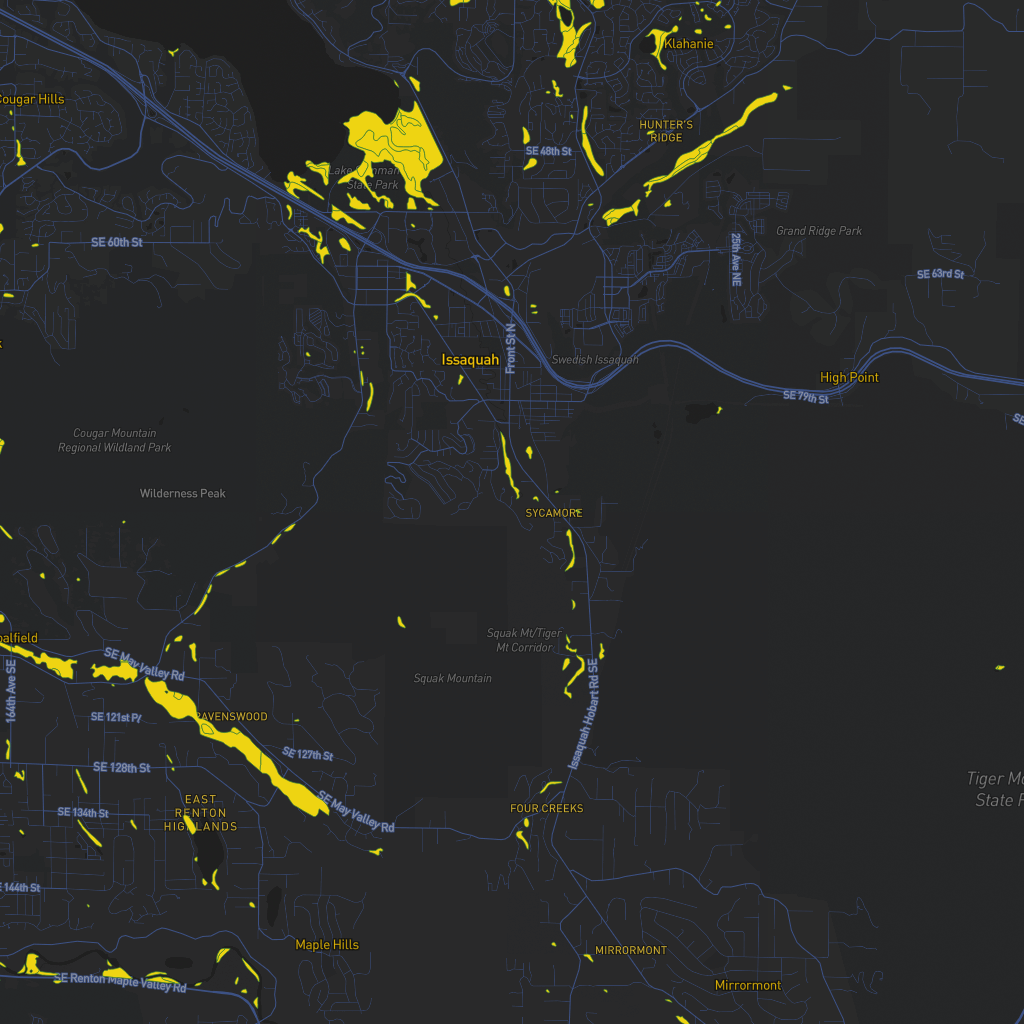 Klahanie
Cougar Hills
HUNTER'S
RIDGE
SE 48th St
State Park
Grand Ridge Park
SE 60th St
25th Ave NE
SE 63rd St
Front St N
Issaquah
Swedish Issaquah
High Point
SE 79th St
SE
Cougar Mountain
Regional Wildland Park
Wilderness Peak
SYCAMORE
Squak Mt/Tiger
Mt Corridor
SE May Valley Rd
164th Ave SE
Squak Mountain
Issaquah Hobart Rd SE
SE 121st Pl
RAVENSWOOD
SE 127th St
SE 128th St
Tiger Mo
State F
SE May Valley Rd
EAST
RENTON
HIGHLANDS
SE 134th St
FOUR CREEKS
144th St
Maple Hills
MIRRORMONT
SE Renton Maple Valley Rd
Mirrormont